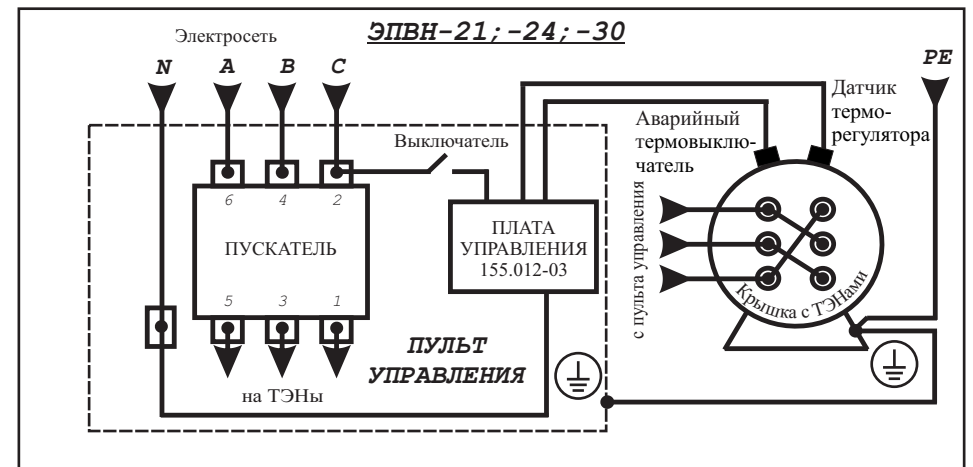 ЭПВН-21; -24; -30
Электросеть
N
A
B
C
PE
Выключатель
Аварийный
термовыклю-
чатель
Датчик
термо-
регулятора
6
4
2
ПУСКАТЕЛЬ
5
3
1
на ТЭНы
ПЛАТА
УПРАВЛЕНИЯ
155.012-03
ПУЛЬТ
УПРАВЛЕНИЯ
с пульта управления
Крышка с ТЭНами